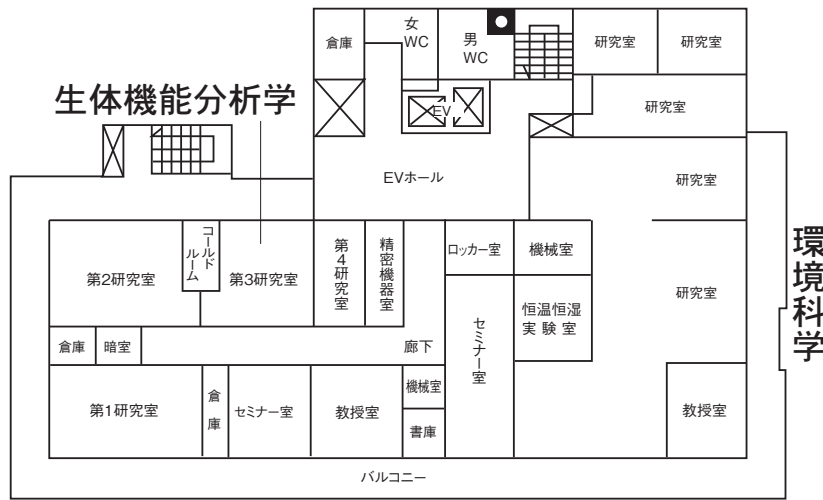 倉庫
女
WC
男
WC
研究室
研究室
生体機能分析学
EV
研究室
EVホール
研究室
環境科学
第2研究室
コールド
ルーム
第3研究室
第4研究室
精密機器室
ロッカー室
機械室
恒温恒湿
実験室
研究室
倉庫
暗室
廊下
セミナー室
第1研究室
倉庫
セミナー室
教授室
機械室
書庫
教授室
バルコニー